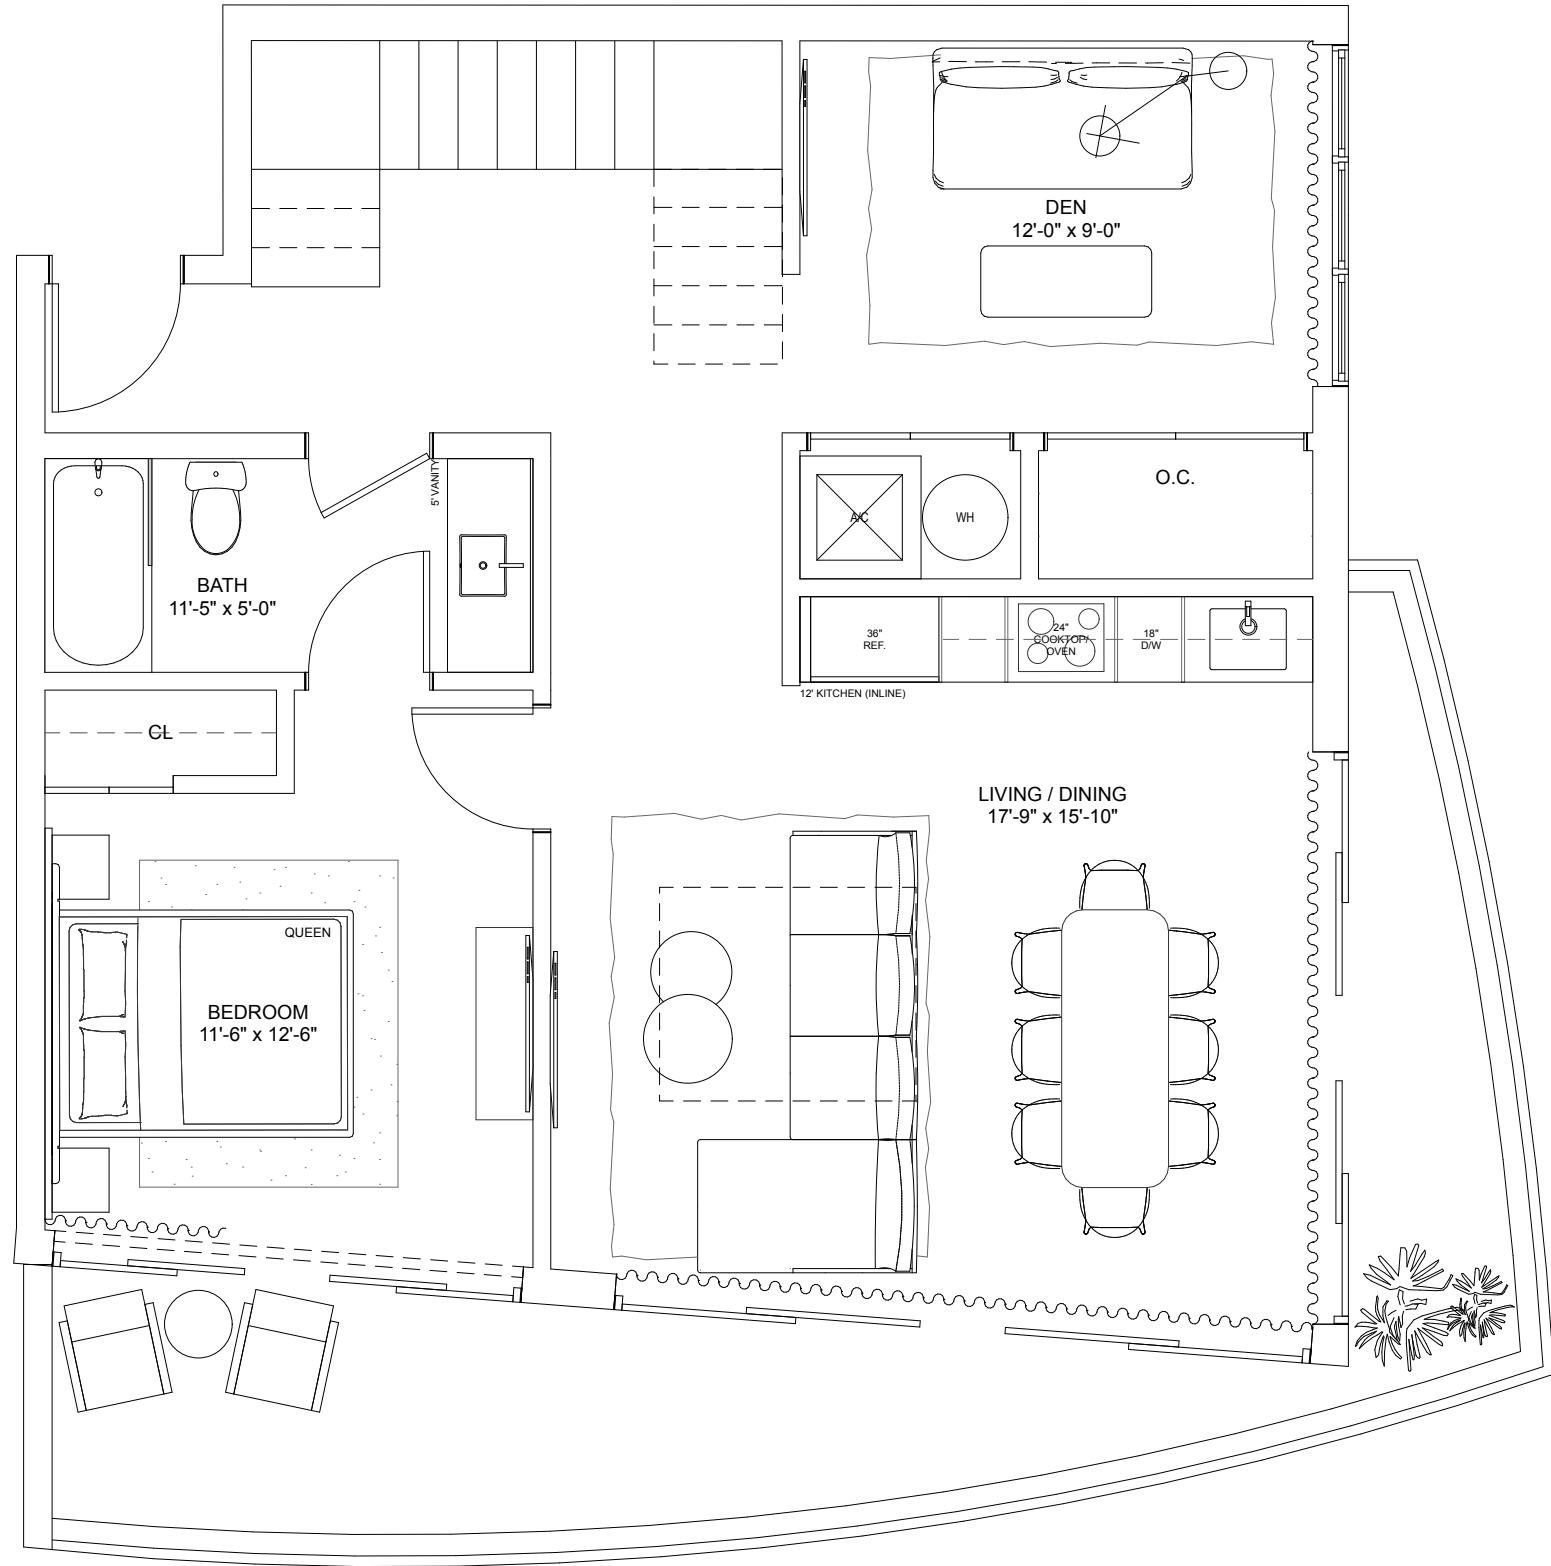 DEN
12'-0" x 9'-0"
5' VANITY
O.C.
A/C
WH
BATH
11'-5" x 5'-0"
36"
REF.
24"
COOKTOP/
OVEN
18"
D/W
12' KITCHEN (INLINE)
CL
LIVING / DINING
17'-9" x 15'-10"
QUEEN
BEDROOM
11'-6" x 12'-6"